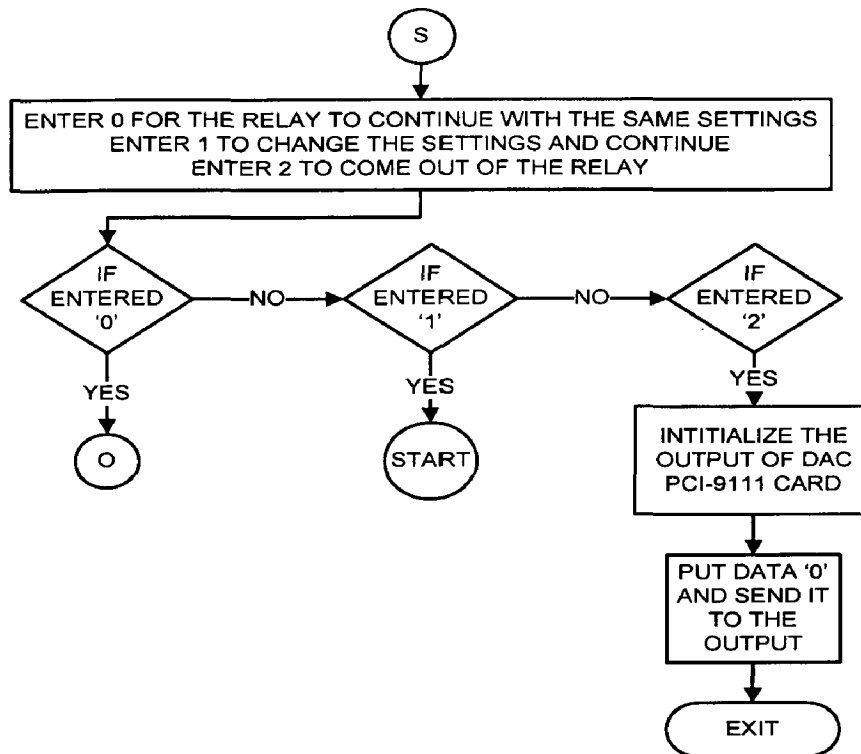 S
ENTER 0 FOR THE RELAY TO CONTINUE WITH THE SAME SETTINGS
ENTER 1 TO CHANGE THE SETTINGS AND CONTINUE
ENTER 2 TO COME OUT OF THE RELAY
IF
ENTERED
'0'
NO
IF
ENTERED
'1'
NO
IF
ENTERED
'2'
YES
YES
YES
O
START
INTITIALIZE THE
OUTPUT OF DAC
PCI-9111 CARD
PUT DATA '0'
AND SEND IT
TO THE
OUTPUT
EXIT